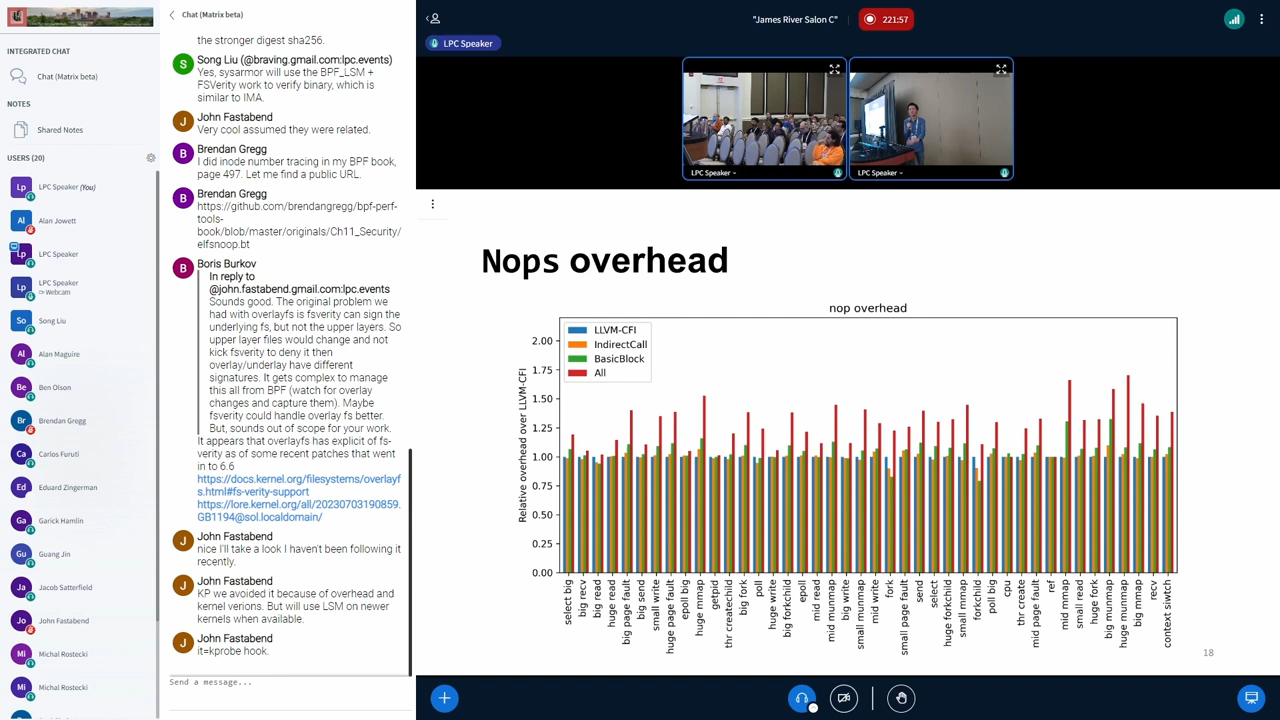 INTEGRATED CHAT
Chat (Matrix beta)
NOTES
Shared Notes
USERS (20)
Lp
LPC Speaker (You)
Al
Alan Jowett
Lp
LPC Speaker
Lp
LPC Speaker
Webcam
So
Song Liu
Al
Alan Maguire
Be
Ben Olson
Br
Brendan Gregg
Ca
Carlos Furuti
Ed
Eduard Zingerman
Ga
Garick Hamlin
Gu
Guang Jin
Ja
Jacob Satterfield
Jo
John Fastabend
Mi
Michal Rostecki
Mi
Michal Rostecki
Chat (Matrix beta)
the stronger digest sha256.
S
Song Liu (@braving.gmail.com:lpc.events)
Yes, sysarmor will use the BPF_LSM +
FSVerity work to verify binary, which is
similar to IMA.
J
John Fastabend
Very cool assumed they were related.
B
Brendan Gregg
I did inode number tracing in my BPF book,
page 497. Let me find a public URL.
B
Brendan Gregg
https://github.com/brendangregg/bpf-perf-
tools-
book/blob/master/originals/Ch11_Security/
elfsnoop.bt
B
Boris Burkov
In reply to
@john.fastabend.gmail.com:lpc.events
Sounds good. The original problem we
had with overlayfs is fsverity can sign the
underlying fs, but not the upper layers. So
upper layer files would change and not
kick fsverity to deny it then
overlay/underlay have different
signatures. It gets complex to manage
this all from BPF (watch for overlay
changes and capture them). Maybe
fsverity could handle overlay fs better.
But, sounds out of scope for your work.
It appears that overlayfs has explicit of fs-
verity as of some recent patches that went
in to 6.6
https://docs.kernel.org/filesystems/overlayf
s.html#fs-verity-support
https://lore.kernel.org/all/20230703190859.
GB1194@sol.localdomain/
J
John Fastabend
nice I'll take a look I haven't been following it
recently.
J
John Fastabend
KP we avoided it because of overhead and
kernel verions. But will use LSM on newer
kernels when available.
J
John Fastabend
it=kprobe hook.
Send a message...
"James River Salon C"
221:57
LPC Speaker
LPC Speaker
LPC Speaker
Nops overhead
nop overhead
Relative overhead over LLVM-CFI
2.00
1.75
1.50
1.25
1.00
0.75
0.50
0.25
0.00
LLVM-CFI
IndirectCall
BasicBlock
All
select big
big recv
big read
huge read
big page fault
big send
small write
huge page fault
epoll big
huge mmap
getpid
thr createchild
big fork
poll
huge write
big forkchild
epoll
mid read
mid munmap
big write
small munmap
mid write
fork
small page fault
send
select
huge forkchild
small mmap
forkchild
poll big
cpu
thr create
mid page fault
ref
mid mmap
small read
huge fork
big munmap
huge munmap
big mmap
recv
context siwtch
18